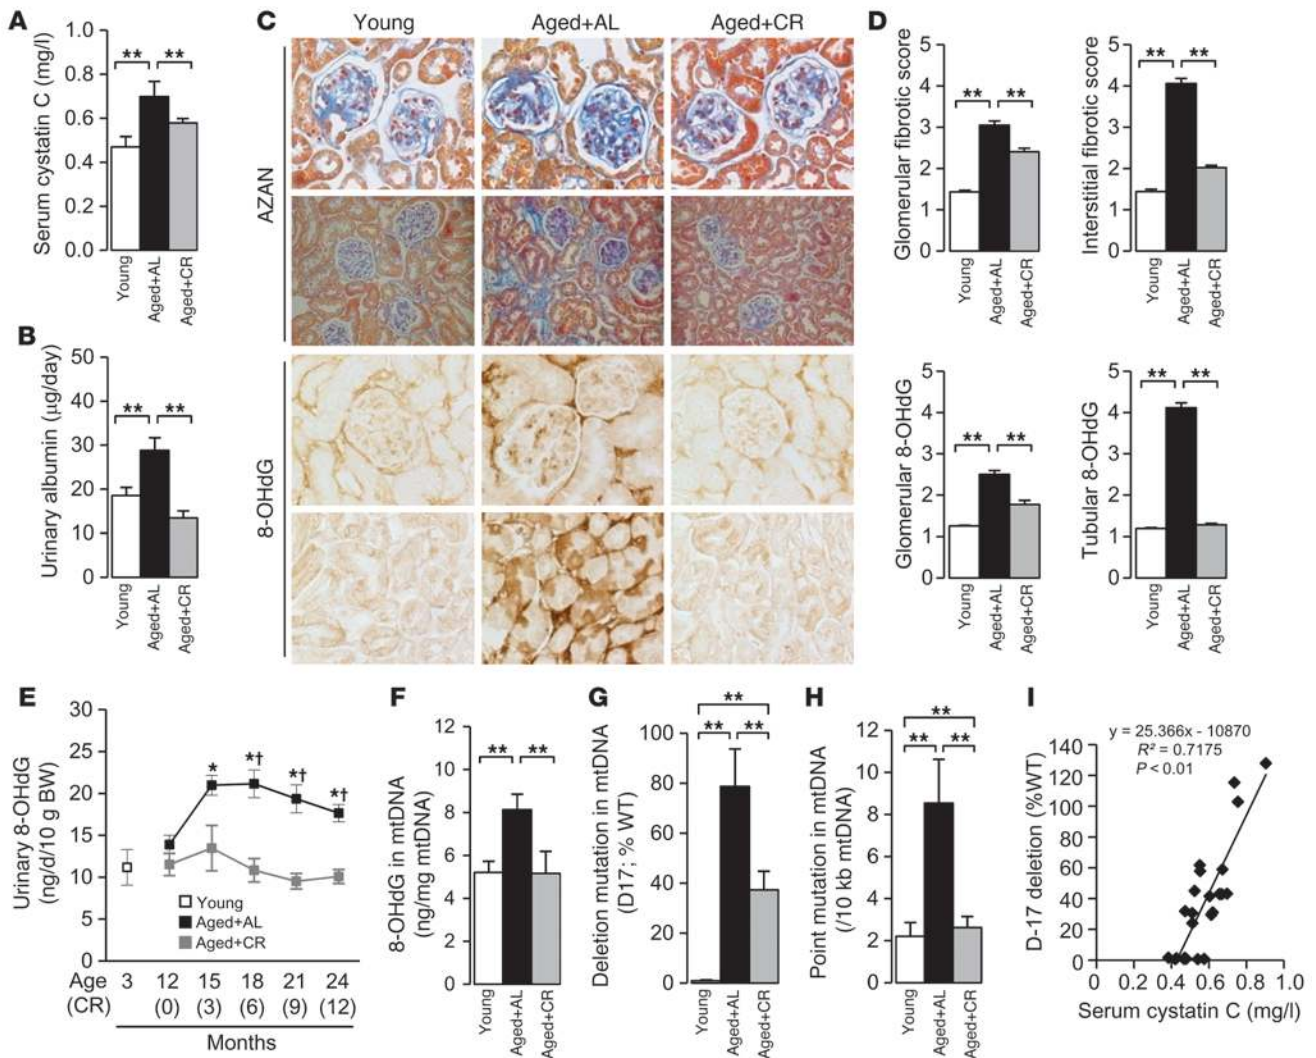 A
Serum cystatin C (mg/l)
1.0
0.8
0.6
0.4
0.2
0.0
** **
Young
Aged+AL
Aged+CR
B
Urinary albumin (μg/day)
50
40
30
20
10
0
** **
Young
Aged+AL
Aged+CR
C
Young Aged+AL Aged+CR
AZAN
8-OHdG
D
Glomerular fibrotic score
5
4
3
2
1
0
** **
Young
Aged+AL
Aged+CR
Interstitial fibrotic score
5
4
3
2
1
0
** **
Young
Aged+AL
Aged+CR
Glomerular 8-OHdG
5
4
3
2
1
0
** **
Young
Aged+AL
Aged+CR
Tubular 8-OHdG
5
4
3
2
1
0
** **
Young
Aged+AL
Aged+CR
E
Urinary 8-OHdG
(ng/d/10 g BW)
30
25
20
15
10
5
0
* *† *† *†
Young
Aged+AL
Aged+CR
Age 3 12 15 18 21 24
(CR) (0) (3) (6) (9) (12)
Months
F
8-OHdG in mtDNA
(ng/mg mtDNA)
12
10
8
6
4
2
0
** **
Young
Aged+AL
Aged+CR
G
Deletion mutation in mtDNA
(D17; % WT)
100
80
60
40
20
0
**
** **
Young
Aged+AL
Aged+CR
H
Point mutation in mtDNA
(/10 kb mtDNA)
12
10
8
6
4
2
0
**
** **
Young
Aged+AL
Aged+CR
I
y = 25.366x - 10870
R² = 0.7175
P < 0.01
D-17 deletion (%WT)
140
120
100
80
60
40
20
0
0 0.2 0.4 0.6 0.8 1.0
Serum cystatin C (mg/l)